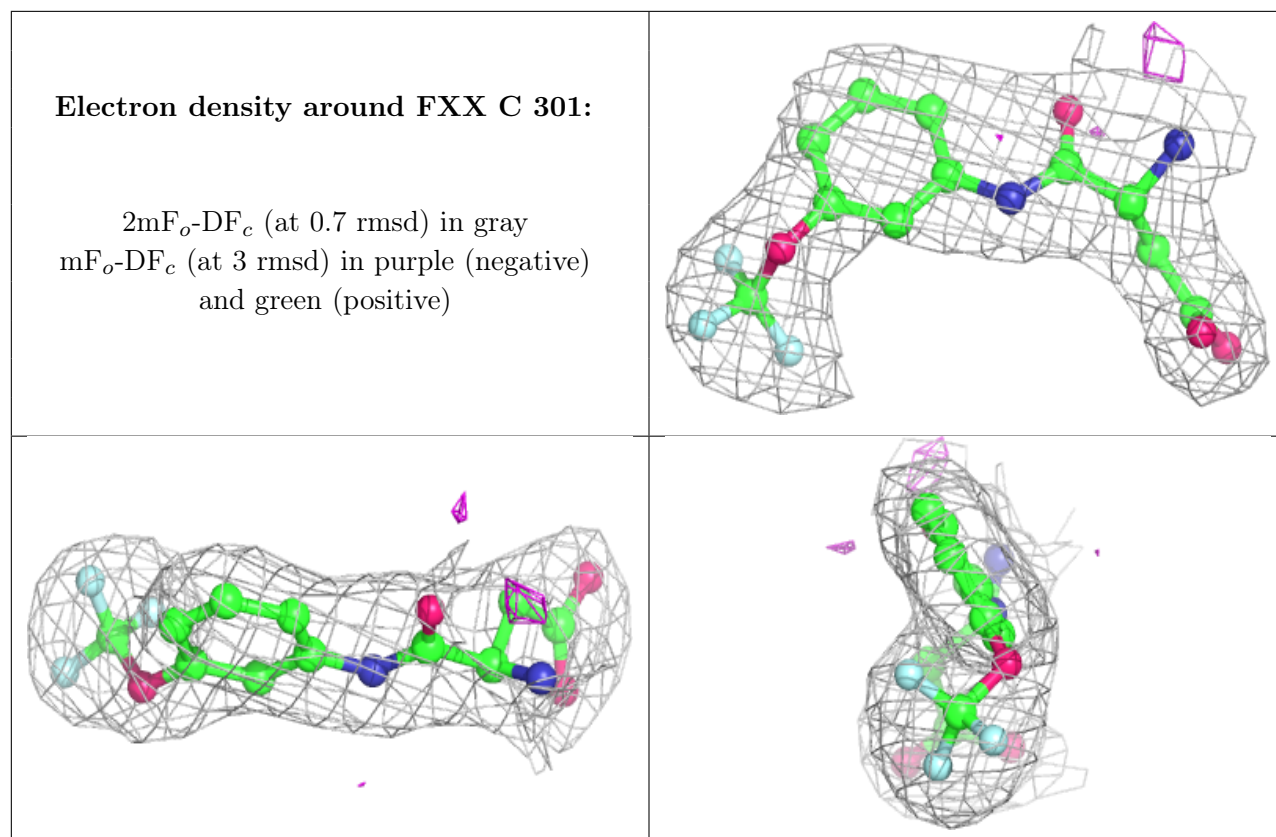 Electron density around FXX C 301:
2mFo-DFc (at 0.7 rmsd) in gray
mFo-DFc (at 3 rmsd) in purple (negative)
and green (positive)